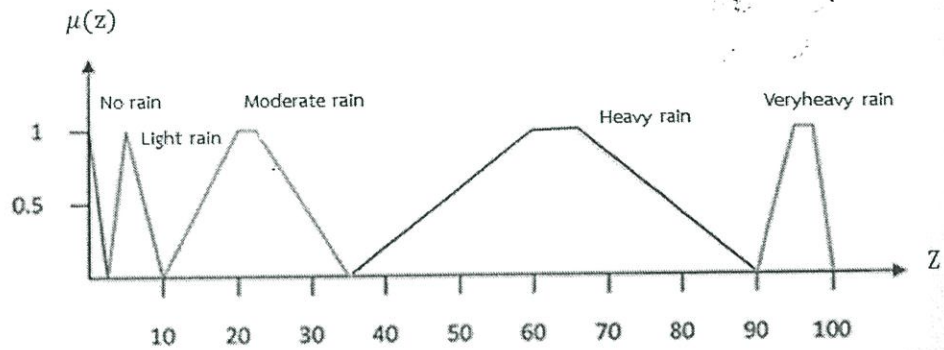 μ(z)
No rain
Moderate rain
Veryheavy rain
Heavy rain
1
Light rain
0.5
Z
10 20 30 40 50 60 70 80 90 100